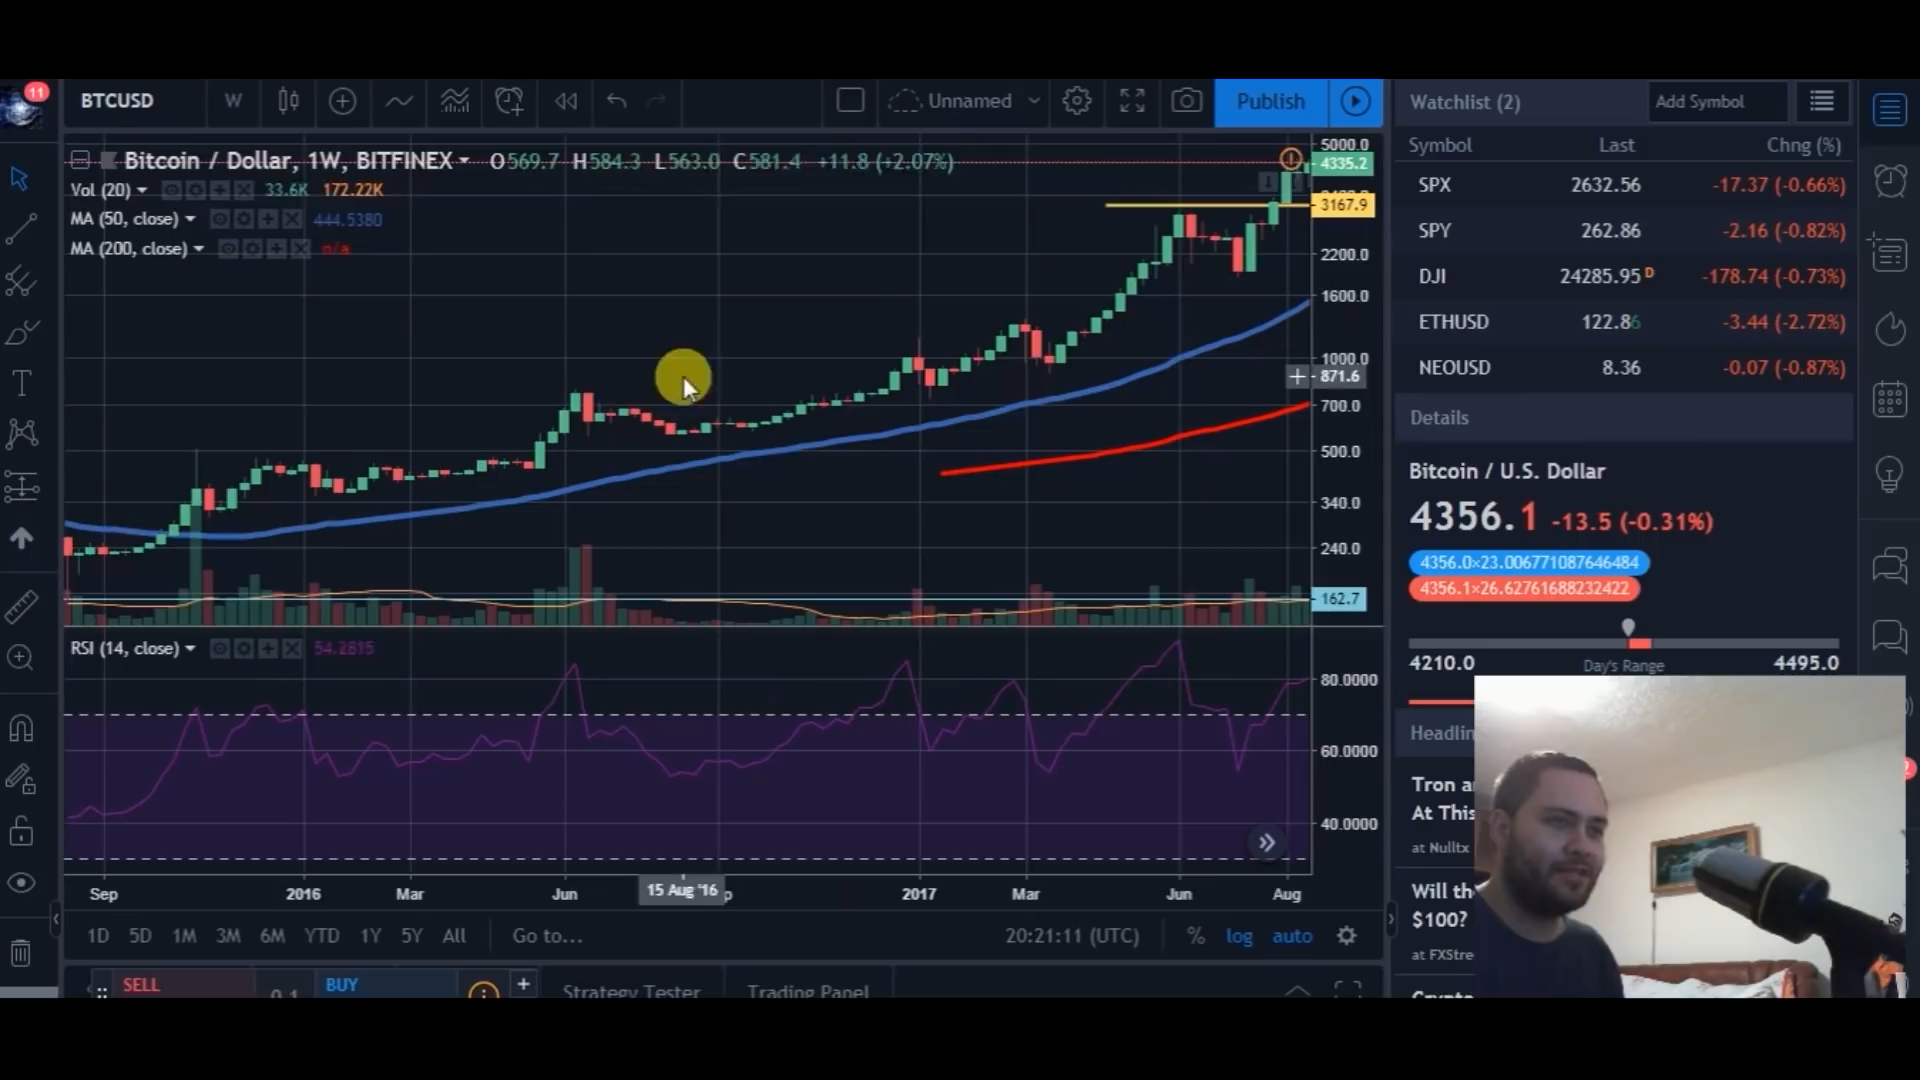 11
BTCUSD
W
Unnamed
Publish
Watchlist (2)
Add Symbol
Bitcoin / Dollar, 1W, BITFINEX
O569.7 H584.3 L563.0 C581.4 +11.8 (+2.07%)
Vol (20) 33.6K 172.22K
MA (50, close) 444.5380
MA (200, close) n/a
5000.0
4335.2
3167.9
2200.0
1600.0
1000.0
871.6
700.0
500.0
340.0
240.0
162.7
RSI (14, close) 54.2815
80.0000
60.0000
40.0000
Sep
2016
Mar
Jun
15 Aug '16
2017
Mar
Jun
Aug
1D 5D 1M 3M 6M YTD 1Y 5Y All
Go to...
20:21:11 (UTC)
%
log
auto
SELL
0.1
BUY
Strategy Tester
Trading Panel
Symbol Last Chng (%)
SPX 2632.56 -17.37 (-0.66%)
SPY 262.86 -2.16 (-0.82%)
DJI 24285.95 D -178.74 (-0.73%)
ETHUSD 122.86 -3.44 (-2.72%)
NEOUSD 8.36 -0.07 (-0.87%)
Details
Bitcoin / U.S. Dollar
4356.1 -13.5 (-0.31%)
4356.0×23.006771087646484
4356.1×26.62761688232422
4210.0 Day's Range 4495.0
Headlin
Tron a
At This
at Nulltx
Will th
$100?
at FXStre
Crypto